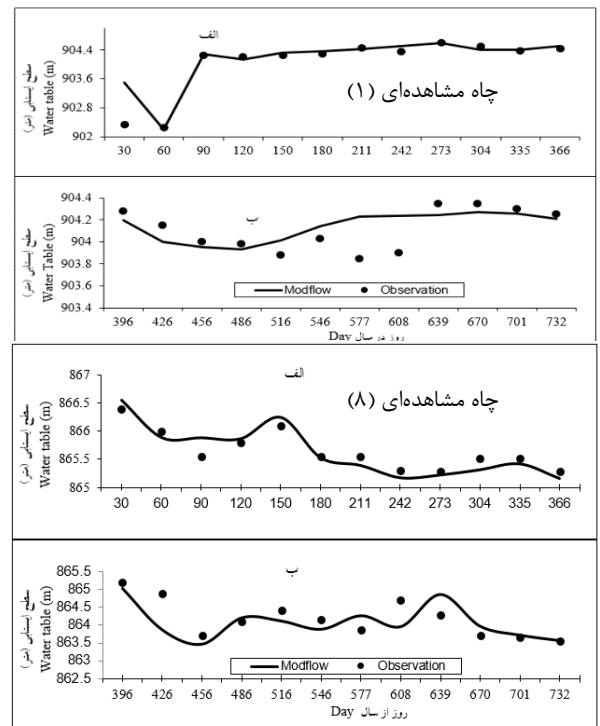 الف
چاه مشاهده‌ای (۱)
سطح ایستابی (متر)
Water table (m)
904.4
903.6
902.8
902
30 60 90 120 150 180 211 242 273 304 335 366
ب
سطح ایستابی (متر)
Water Table (m)
904.4
904.2
904
903.8
903.6
903.4
Modflow Observation
396 426 456 486 516 546 577 608 639 670 701 732
روز در سال Day
الف
چاه مشاهده‌ای (۸)
سطح ایستابی (متر)
Water table (m)
867
866.5
866
865.5
865
30 60 90 120 150 180 211 242 273 304 335 366
ب
سطح ایستابی (متر)
Water table (m)
865.5
865
864.5
864
863.5
863
862.5
Modflow Observation
396 426 456 486 516 546 577 608 639 670 701 732
روز از سال Day